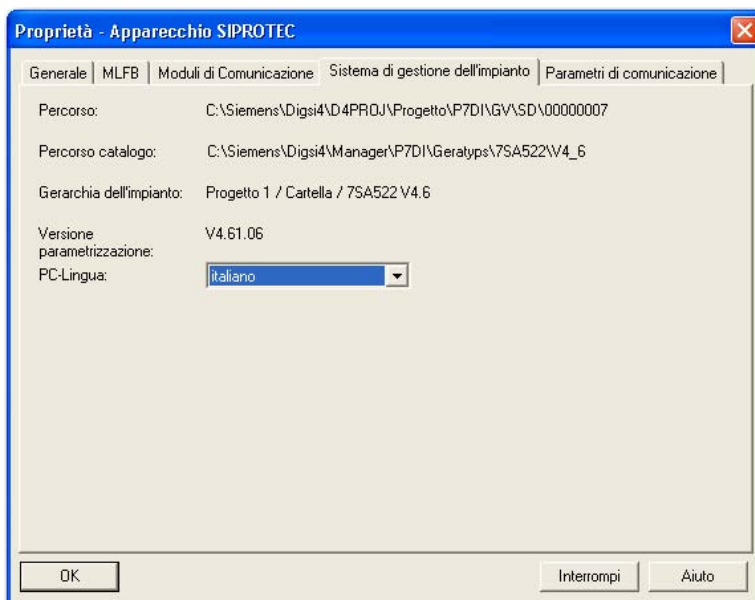 Proprietà - Apparecchio SIPROTEC
Generale MLFB Moduli di Comunicazione Sistema di gestione dell'impianto Parametri di comunicazione
Percorso: C:\Siemens\Digsi4\D4PROJ\Progetto\P7DI\GV\SD\00000007
Percorso catalogo: C:\Siemens\Digsi4\Manager\P7DI\Geratyps\7SA522\V4_6
Gerarchia dell'impianto: Progetto 1 / Cartella / 7SA522 V4.6
Versione parametrizzazione: V4.61.06
PC-Lingua: italiano
OK Interrompi Aiuto